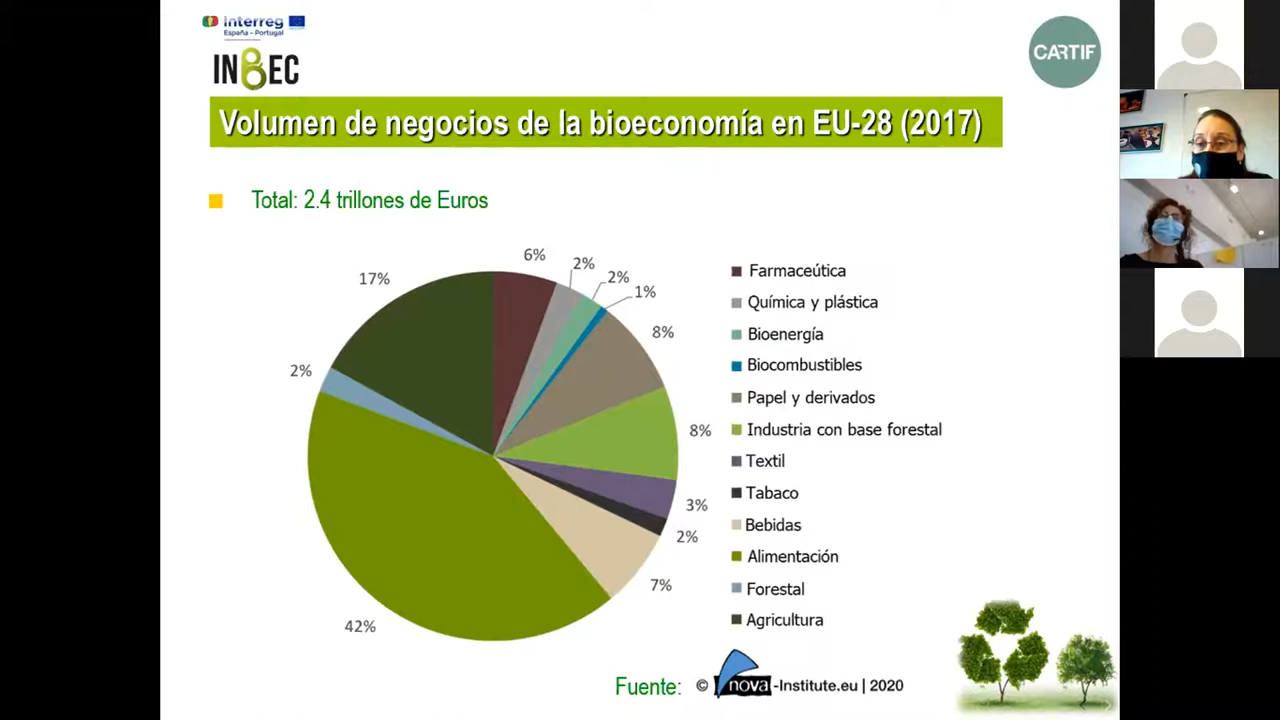 Interreg
España - Portugal
INBEC
CARTIF
Volumen de negocios de la bioeconomía en EU-28 (2017)
Total: 2.4 trillones de Euros
6%
2%
2%
1%
8%
8%
3%
2%
7%
42%
2%
17%
Farmaceútica
Química y plástica
Bioenergía
Biocombustibles
Papel y derivados
Industria con base forestal
Textil
Tabaco
Bebidas
Alimentación
Forestal
Agricultura
Fuente: © nova-Institute.eu | 2020